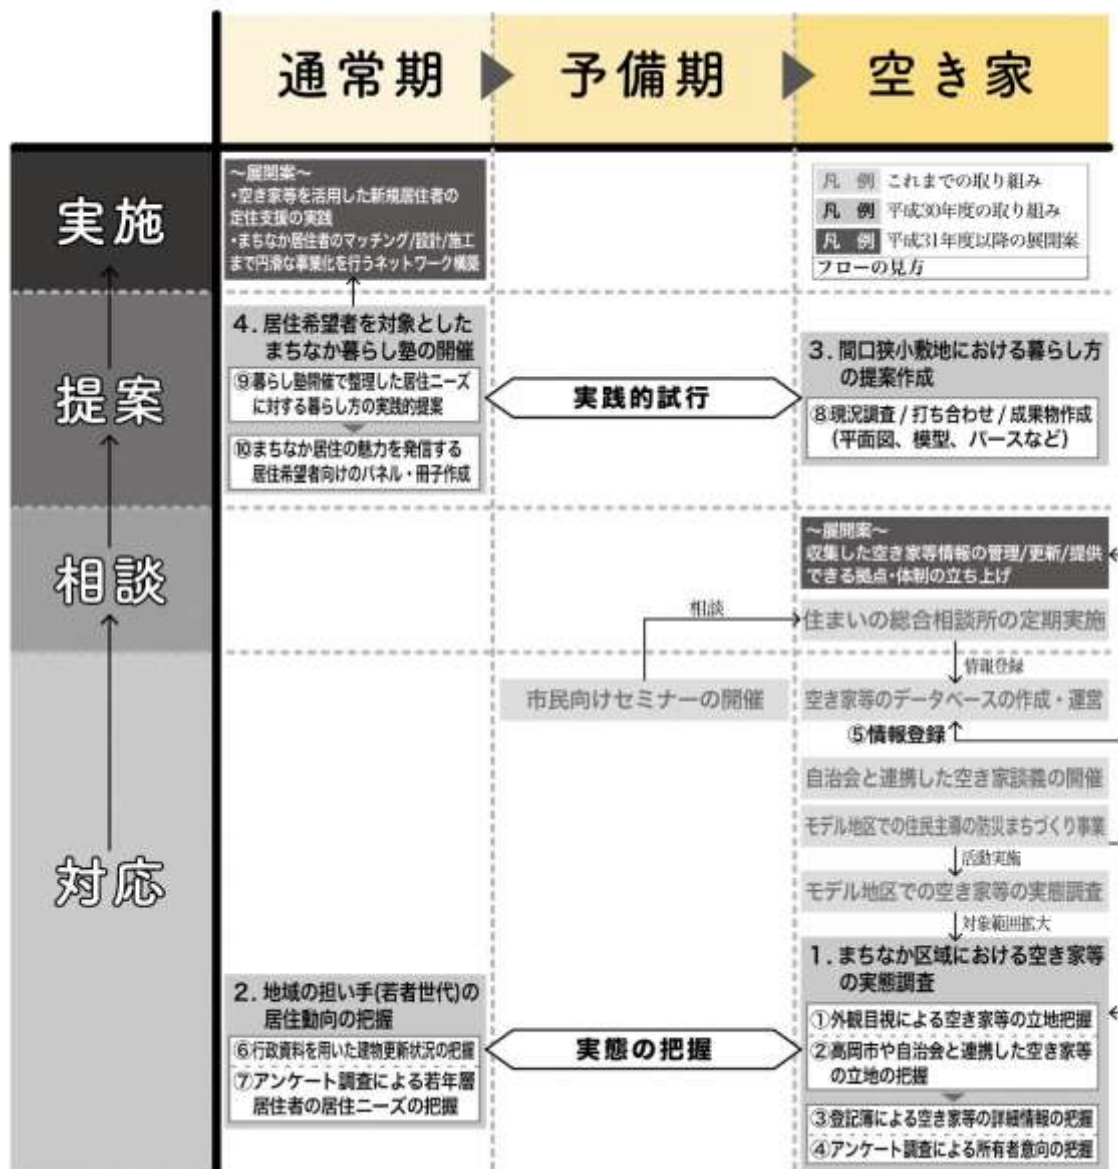 通常期
予備期
空き家
実施
提案
相談
対応
～展開案～
・空き家等を活用した新規居住者の
定住支援の実践
・まちなか居住者のマッチング/設計/施工
まで円滑な事業化を行うネットワーク構築
凡 例 これまでの取り組み
凡 例 平成30年度の取り組み
凡 例 平成31年度以降の展開案
フローの見方
4. 居住希望者を対象とした
まちなか暮らし塾の開催
⑨暮らし塾開催で整理した居住ニーズ
に対する暮らし方の実践的提案
⑩まちなか居住の魅力を発信する
居住希望者向けのパネル・冊子作成
実践的試行
3. 間口狭小敷地における暮らし方
の提案作成
⑧現況調査 / 打ち合わせ / 成果物作成
（平面図、模型、パースなど）
～展開案～
収集した空き家等情報の管理/更新/提供
できる拠点・体制の立ち上げ
相談
住まいの総合相談所の定期実施
情報登録
市民向けセミナーの開催
空き家等のデータベースの作成・運営
⑤情報登録
自治会と連携した空き家談義の開催
モデル地区での住民主導の防災まちづくり事業
活動実施
モデル地区での空き家等の実態調査
対象範囲拡大
1. まちなか区域における空き家等
の実態調査
①外観目視による空き家等の立地把握
②高岡市や自治会と連携した空き家等
の立地の把握
③登記簿による空き家等の詳細情報の把握
④アンケート調査による所有者意向の把握
2. 地域の担い手(若者世代)の
居住動向の把握
⑥行政資料を用いた建物更新状況の把握
⑦アンケート調査による若年層
居住者の居住ニーズの把握
実態の把握